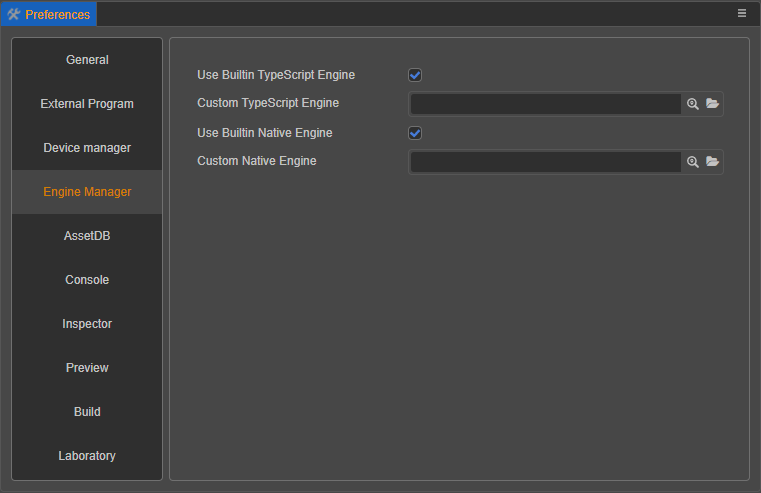 Preferences
General
External Program
Device manager
Engine Manager
AssetDB
Console
Inspector
Preview
Build
Laboratory
Use Builtin TypeScript Engine
Custom TypeScript Engine
Use Builtin Native Engine
Custom Native Engine